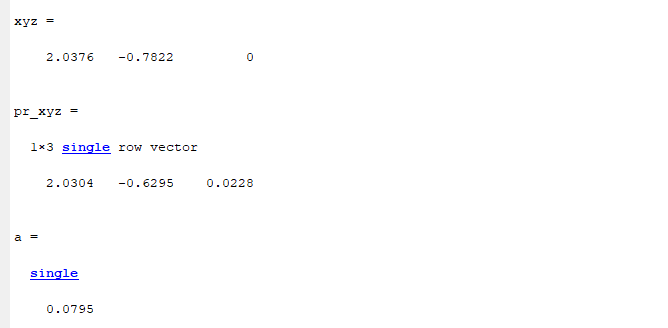 xyz =
2.0376 -0.7822 0
pr_xyz =
1×3 single row vector
2.0304 -0.6295 0.0228
a =
single
0.0795